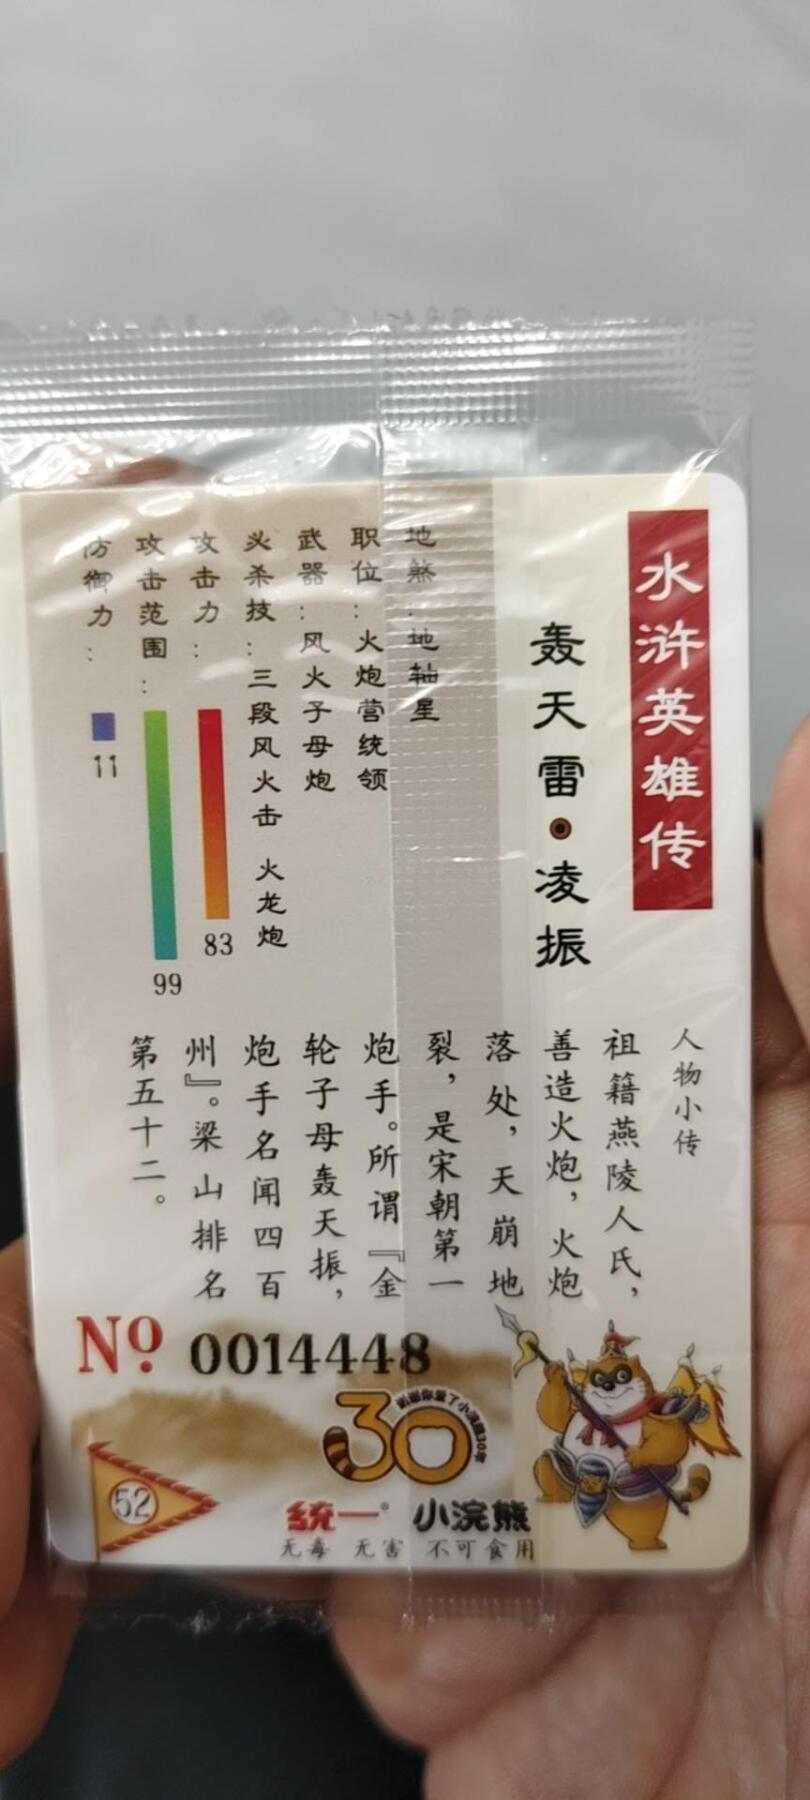 水浒英雄传
轰天雷·凌振
地煞：地轴星
职位：火炮营统领
武器：风火子母炮
必杀技：三段风火击 火龙炮
攻击力：
83
攻击范围：
99
防御力：
11
人物小传
祖籍燕陵人氏，
善造火炮，火炮
落处，天崩地
裂，是宋朝第一
炮手。所谓『金
轮子母轰天振，
炮手名闻四百
州』。梁山排名
第五十二。
No. 0014448
30
52
统一® 小浣熊
无毒 无害 不可食用